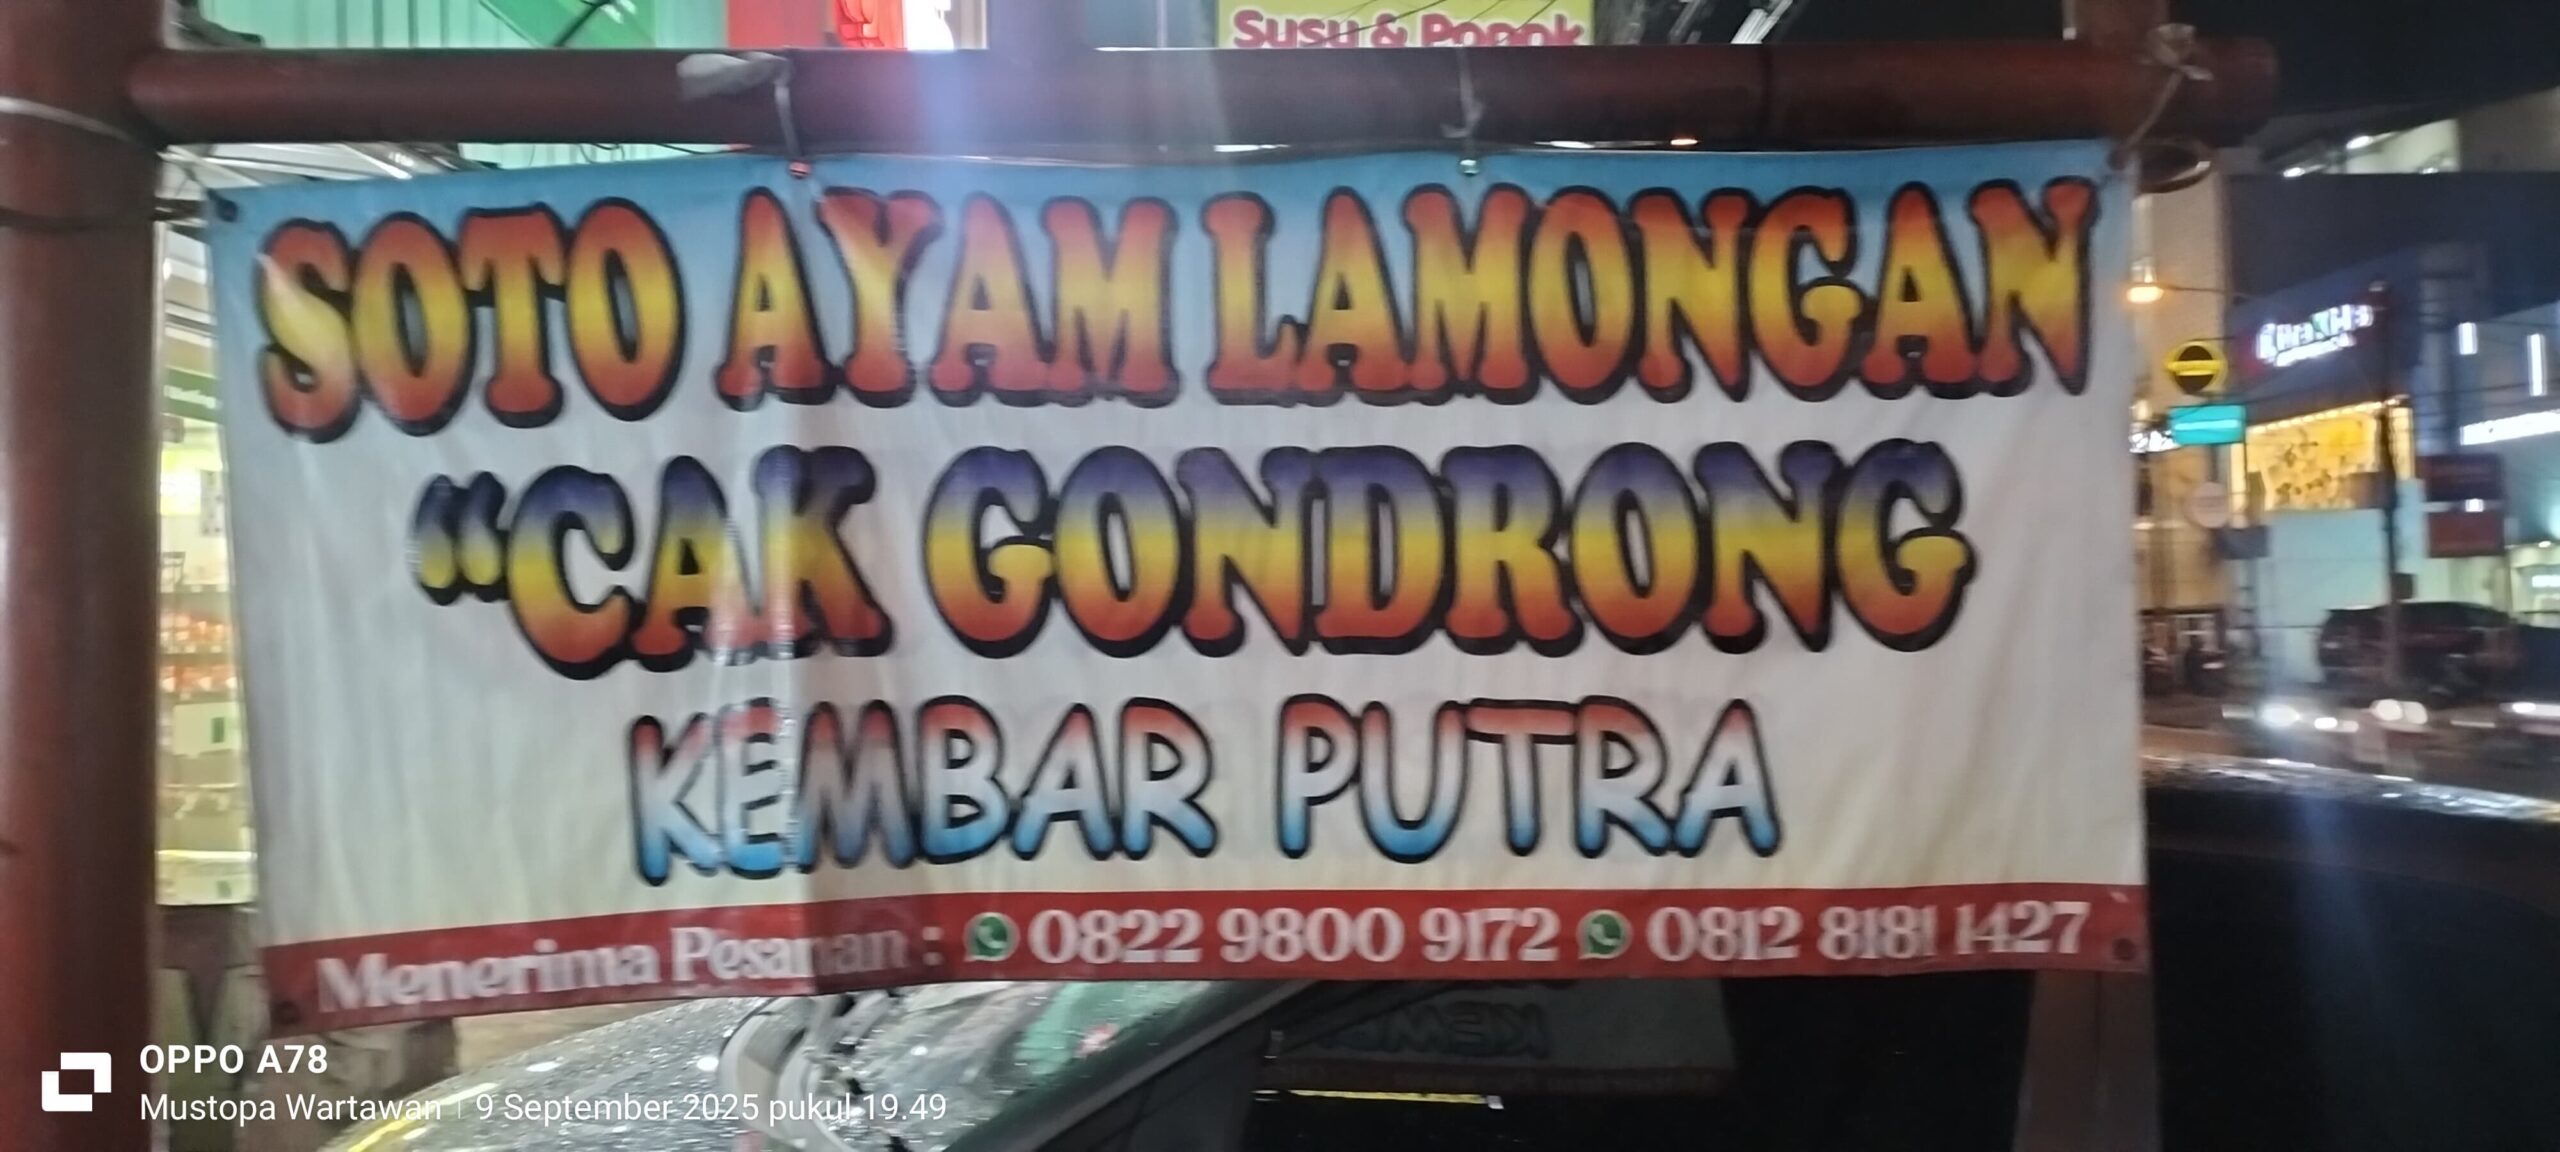 Susu & Popok
SOTO AYAM LAMONGAN
"CAK GONDRONG
KEMBAR PUTRA
Menerima Pesanan : 0822 9800 9172 0812 8181 1427
KEMB
OPPO A78
Mustopa Wartawan | 9 September 2025 pukul 19.49